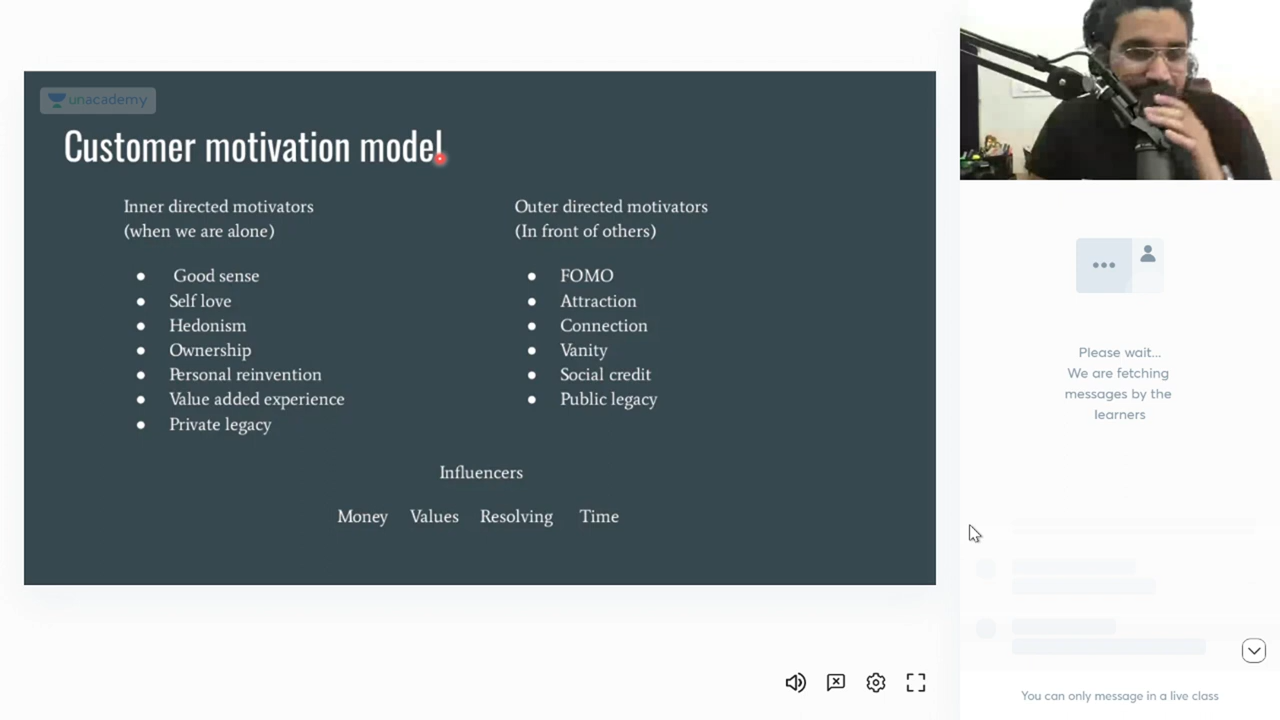 unacademy
Customer motivation model
Inner directed motivators
(when we are alone)
Good sense
Self love
Hedonism
Ownership
Personal reinvention
Value added experience
Private legacy
Outer directed motivators
(In front of others)
FOMO
Attraction
Connection
Vanity
Social credit
Public legacy
Influencers
Money Values Resolving Time
Please wait...
We are fetching
messages by the
learners
You can only message in a live class